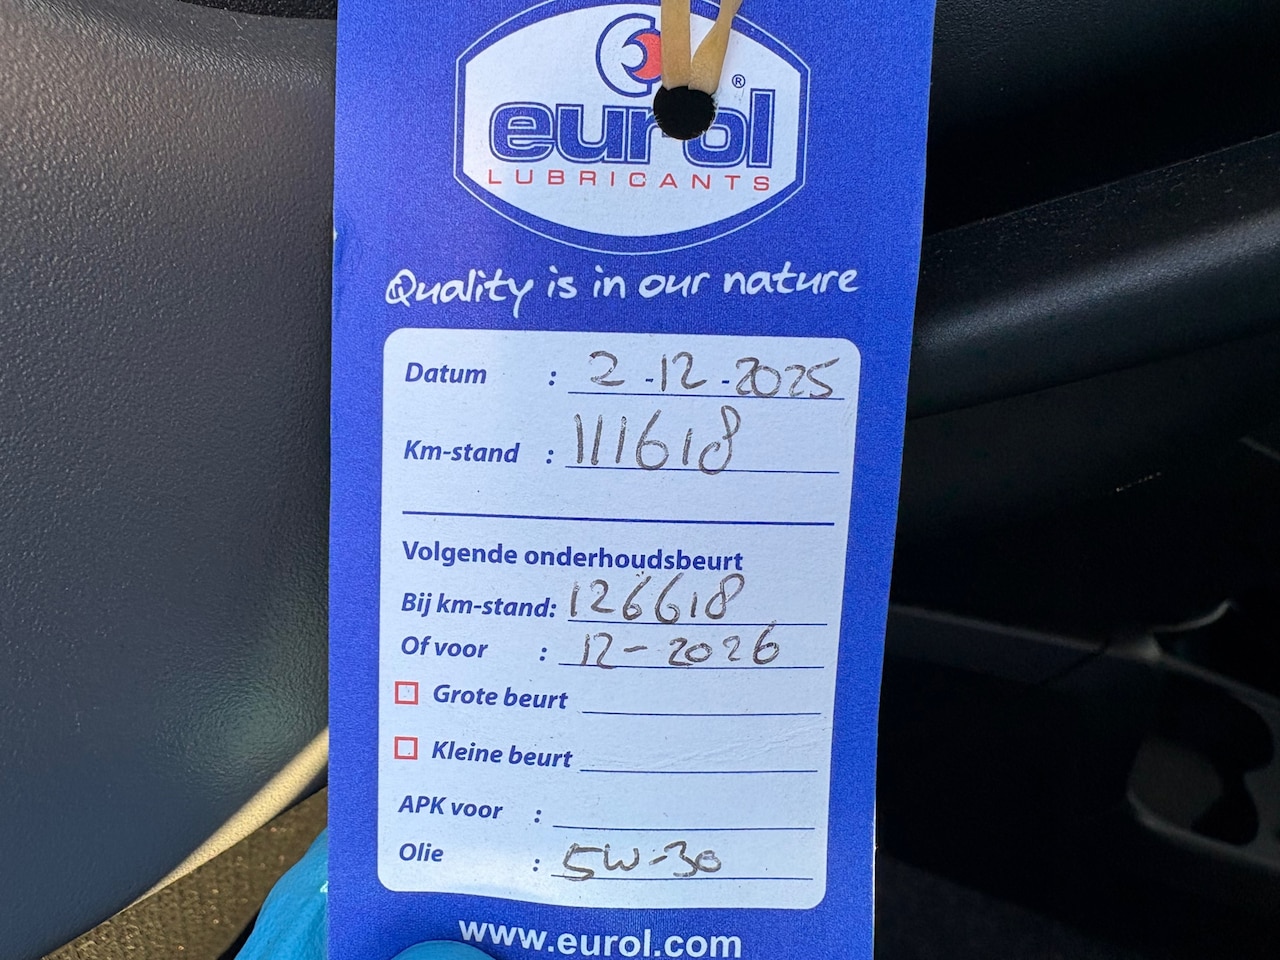 eurol®
LUBRICANTS
Quality is in our nature
Datum : 2-12-2025
Km-stand : 111618
Volgende onderhoudsbeurt
Bij km-stand: 126618
Of voor : 12-2026
Grote beurt
Kleine beurt
APK voor :
Olie : 5W-30
www.eurol.com